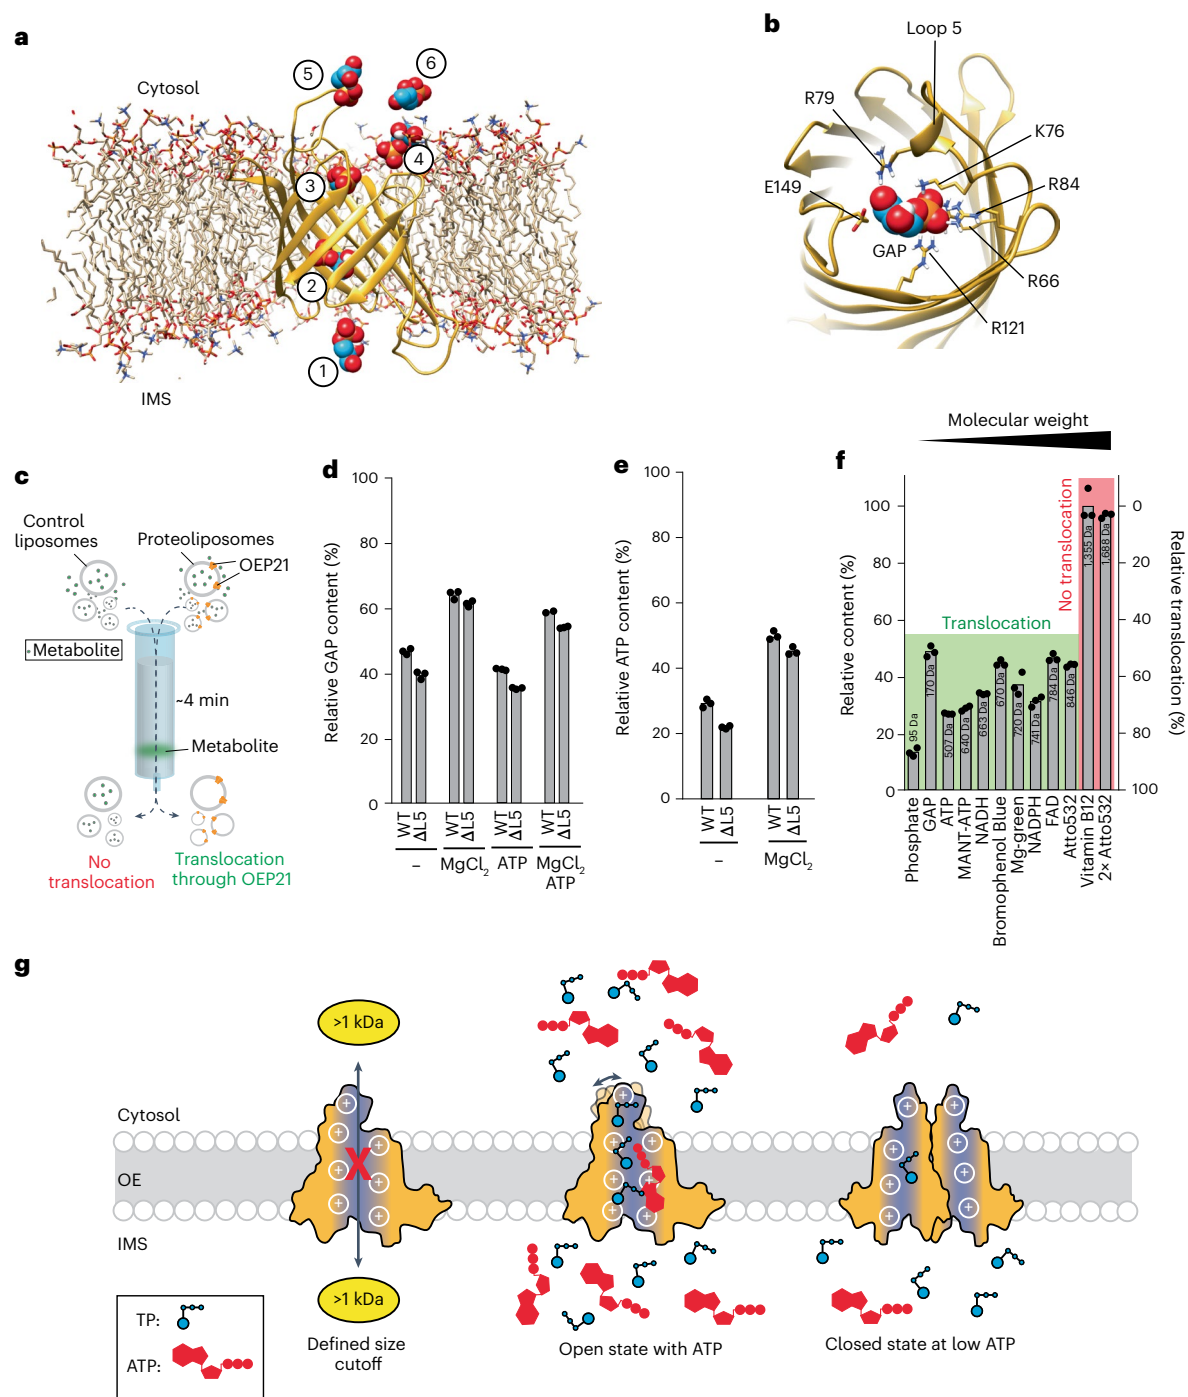 a
Cytosol
5
6
4
3
2
1
IMS
b
Loop 5
R79
K76
E149
R84
GAP
R66
R121
c
Control
liposomes
Proteoliposomes
OEP21
Metabolite
~4 min
Metabolite
No
translocation
Translocation
through OEP21
d
Relative GAP content (%)
100
80
60
40
20
0
WT
ΔL5
WT
ΔL5
WT
ΔL5
WT
ΔL5
–
MgCl2
ATP
MgCl2
ATP
e
Relative ATP content (%)
100
80
60
40
20
0
WT
ΔL5
WT
ΔL5
–
MgCl2
Molecular weight
f
Relative content (%)
100
80
60
40
20
0
Translocation
No translocation
95 Da
170 Da
507 Da
640 Da
663 Da
670 Da
720 Da
741 Da
784 Da
846 Da
1,355 Da
1,688 Da
0
20
40
60
80
100
Relative translocation (%)
Phosphate
GAP
ATP
MANT-ATP
NADH
Bromophenol Blue
Mg-green
NADPH
FAD
Atto532
Vitamin B12
2× Atto532
g
>1 kDa
Cytosol
OE
IMS
X
>1 kDa
TP:
ATP:
Defined size
cutoff
Open state with ATP
Closed state at low ATP